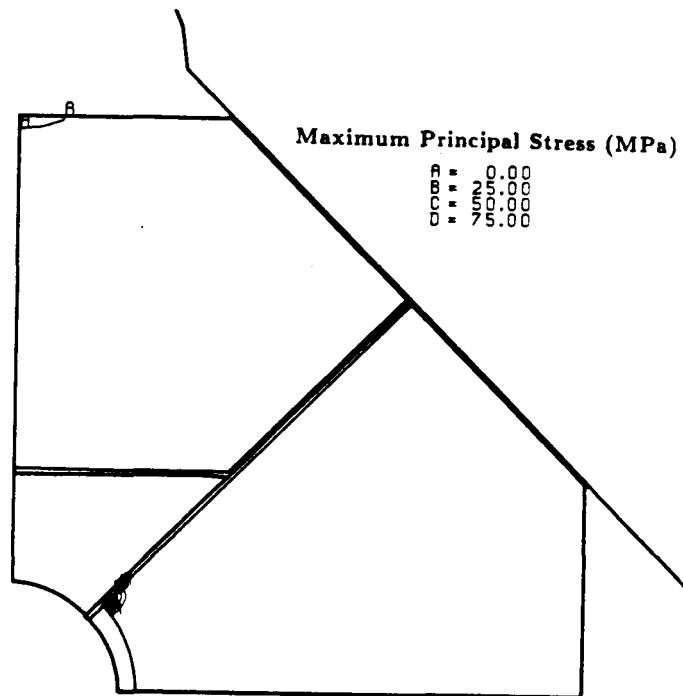 A
A
Maximum Principal Stress (MPa)
A = 0.00
B = 25.00
C = 50.00
D = 75.00